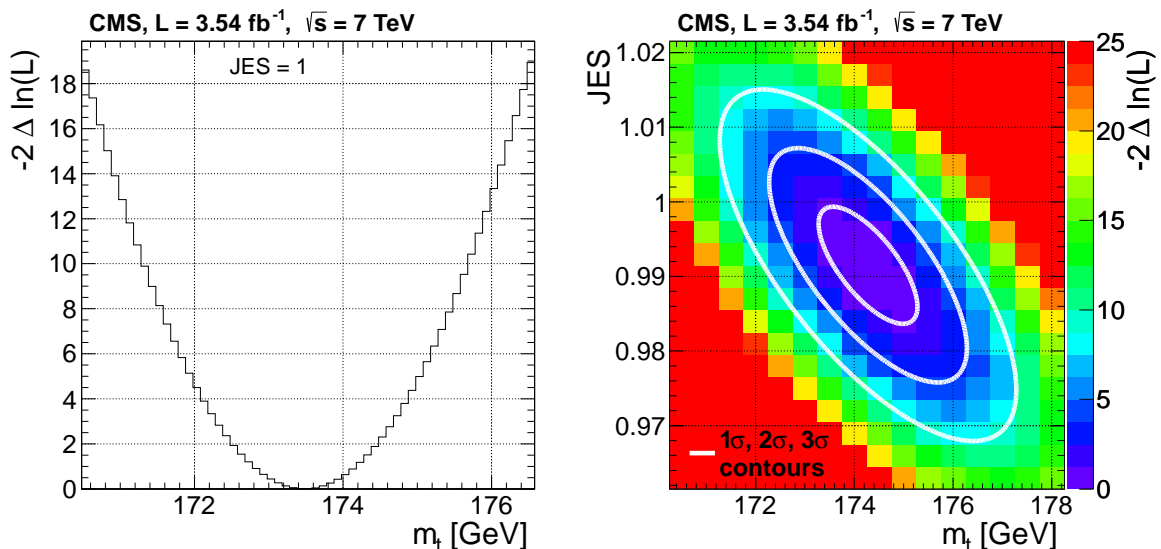 CMS, L = 3.54 fb⁻¹, √s = 7 TeV
JES = 1
-2 Δ ln(L)
18
16
14
12
10
8
6
4
2
0
172
174
176
mₜ [GeV]
CMS, L = 3.54 fb⁻¹, √s = 7 TeV
JES
1.02
1.01
1
0.99
0.98
0.97
1σ, 2σ, 3σ
contours
172
174
176
178
mₜ [GeV]
25
20
15
10
5
0
-2 Δ ln(L)